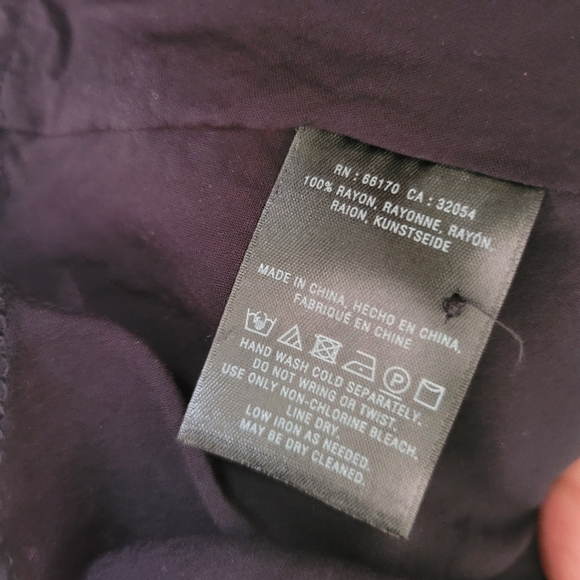 RN : 66170 CA : 32054
100% RAYON, RAYONNE, RAYÓN.
RAION, KUNSTSEIDE
MADE IN CHINA, HECHO EN CHINA,
FABRIQUÉ EN CHINE
P
HAND WASH COLD SEPARATELY.
DO NOT WRING OR TWIST.
USE ONLY NON-CHLORINE BLEACH.
LINE DRY.
LOW IRON AS NEEDED.
MAY BE DRY CLEANED.